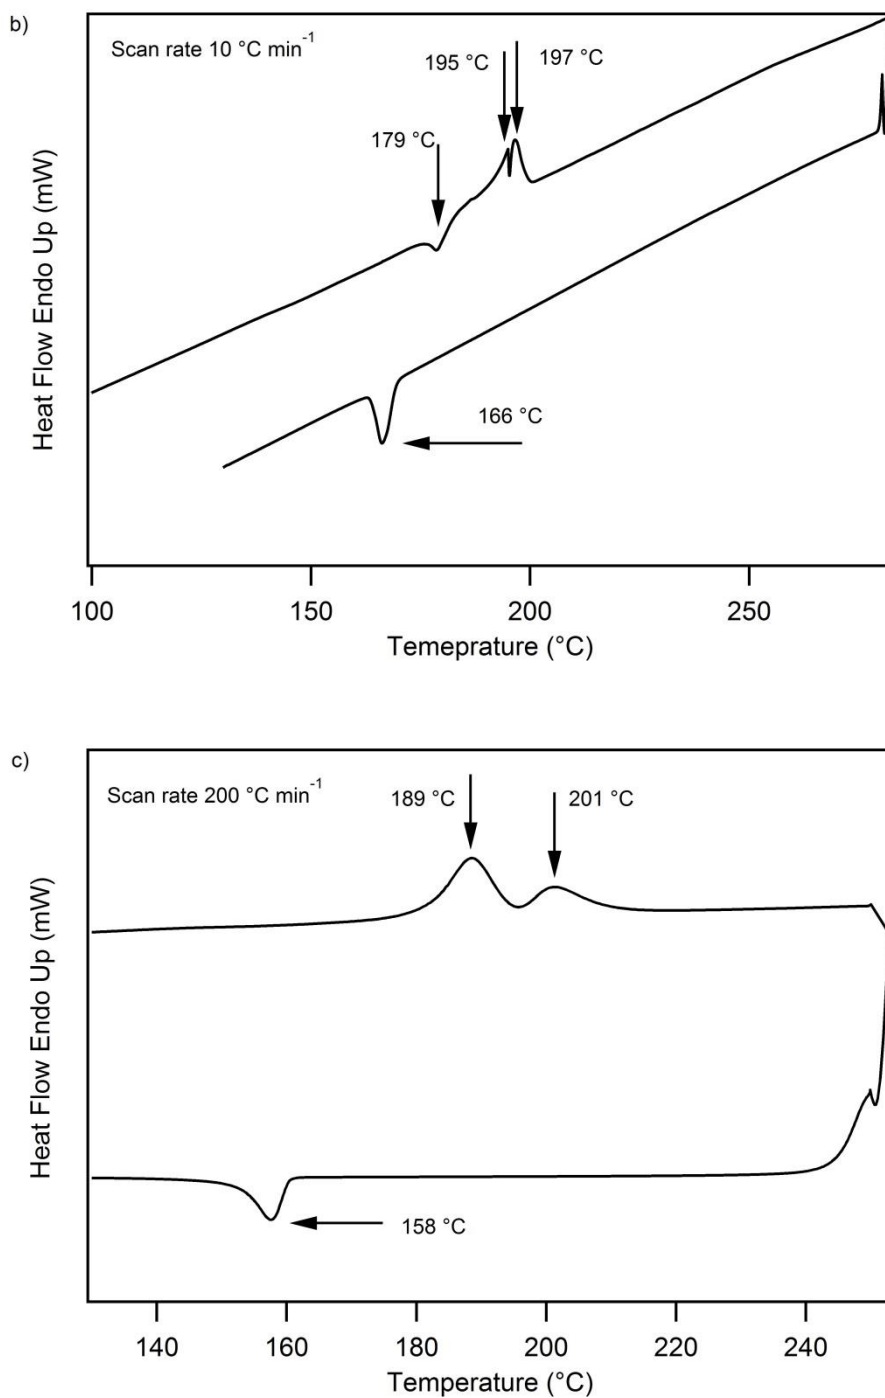 b)
Scan rate 10 °C min-1
195 °C
197 °C
179 °C
166 °C
Heat Flow Endo Up (mW)
100
150
200
250
Temeprature (°C)
c)
Scan rate 200 °C min-1
189 °C
201 °C
158 °C
Heat Flow Endo Up (mW)
140
160
180
200
220
240
Temperature (°C)